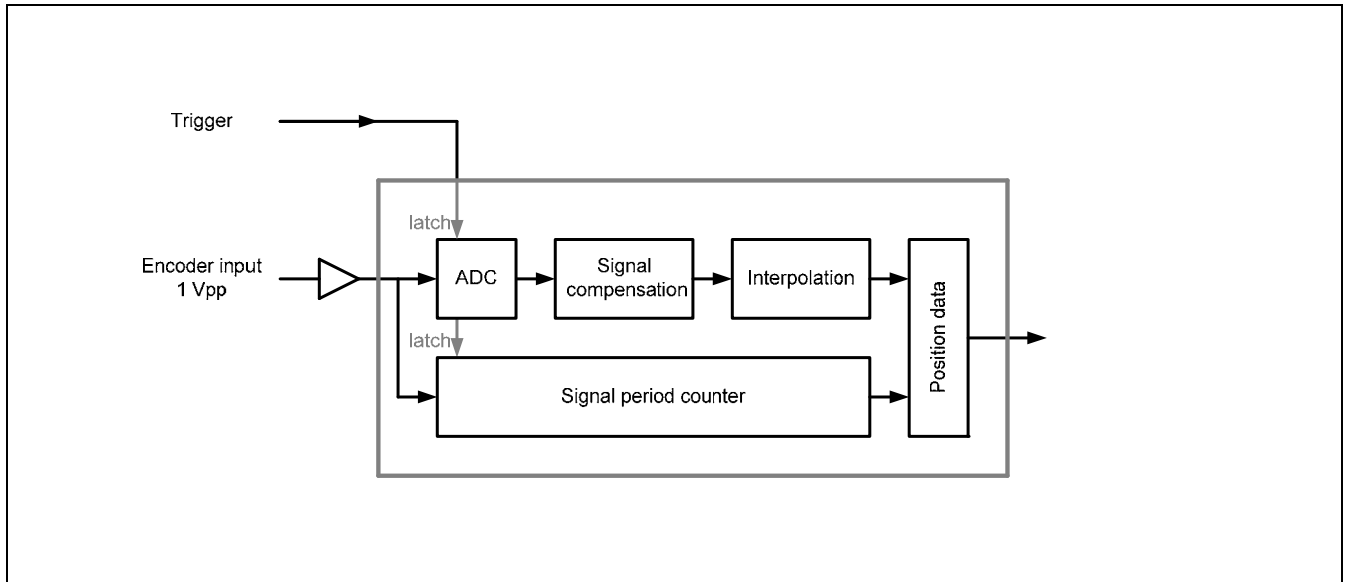 Trigger
latch
Encoder input
1 Vpp
ADC
Signal
compensation
Interpolation
Position data
latch
Signal period counter